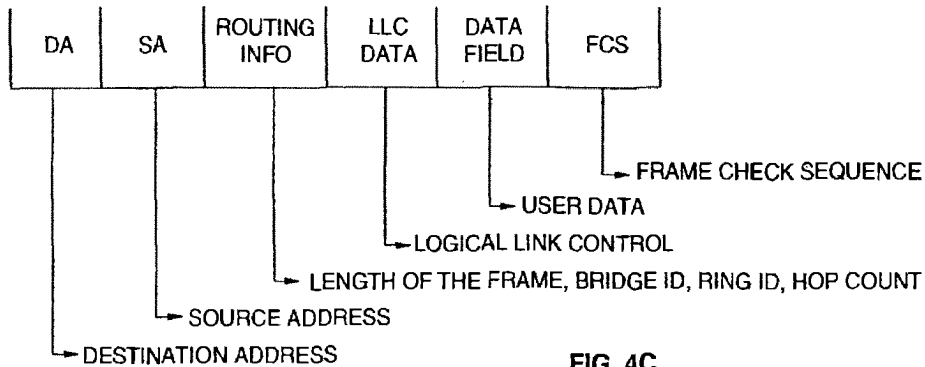 DA SA ROUTING INFO LLC DATA DATA FIELD FCS
FRAME CHECK SEQUENCE
USER DATA
LOGICAL LINK CONTROL
LENGTH OF THE FRAME, BRIDGE ID, RING ID, HOP COUNT
SOURCE ADDRESS
DESTINATION ADDRESS
FIG. 4C